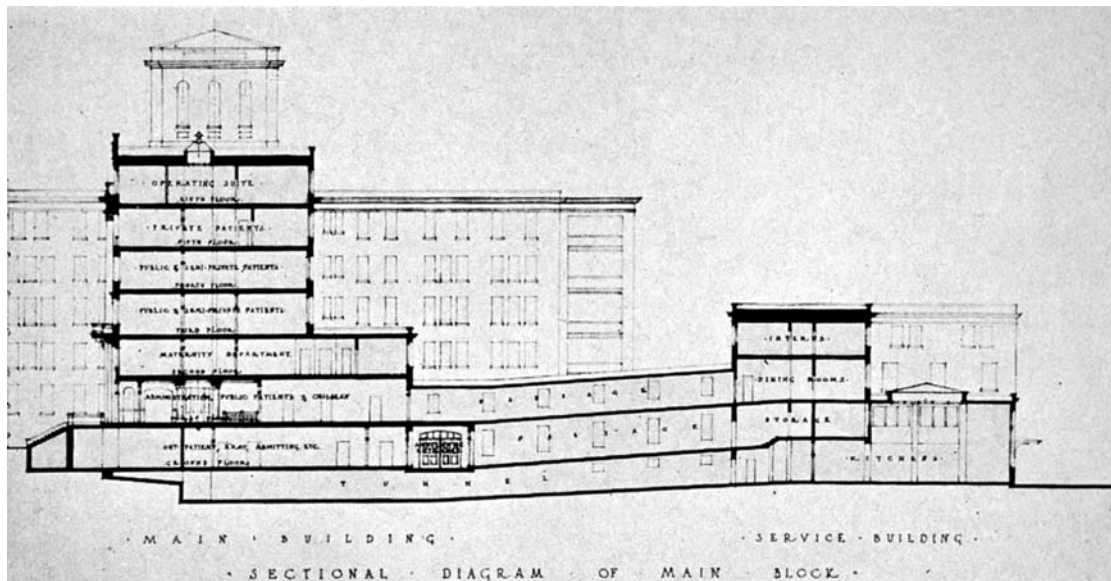 · OPERATING SUITE ·
SIXTH FLOOR
· PRIVATE PATIENTS ·
FIFTH FLOOR
PUBLIC & SEMI-PRIVATE PATIENTS
FOURTH FLOOR
PUBLIC & SEMI-PRIVATE PATIENTS
THIRD FLOOR
MATERNITY DEPARTMENT
SECOND FLOOR
ADMINISTRATION, PUBLIC PATIENTS & CHILDREN
OUT-PATIENT, X-RAY, ADMITTING, ETC.
GROUND FLOOR
PASSAGE
PASSAGE
TUNNEL
· INTERNS ·
DINING ROOMS
STORAGE
· KITCHENS ·
· MAIN · BUILDING ·
· SERVICE · BUILDING ·
· SECTIONAL · DIAGRAM · OF · MAIN · BLOCK ·